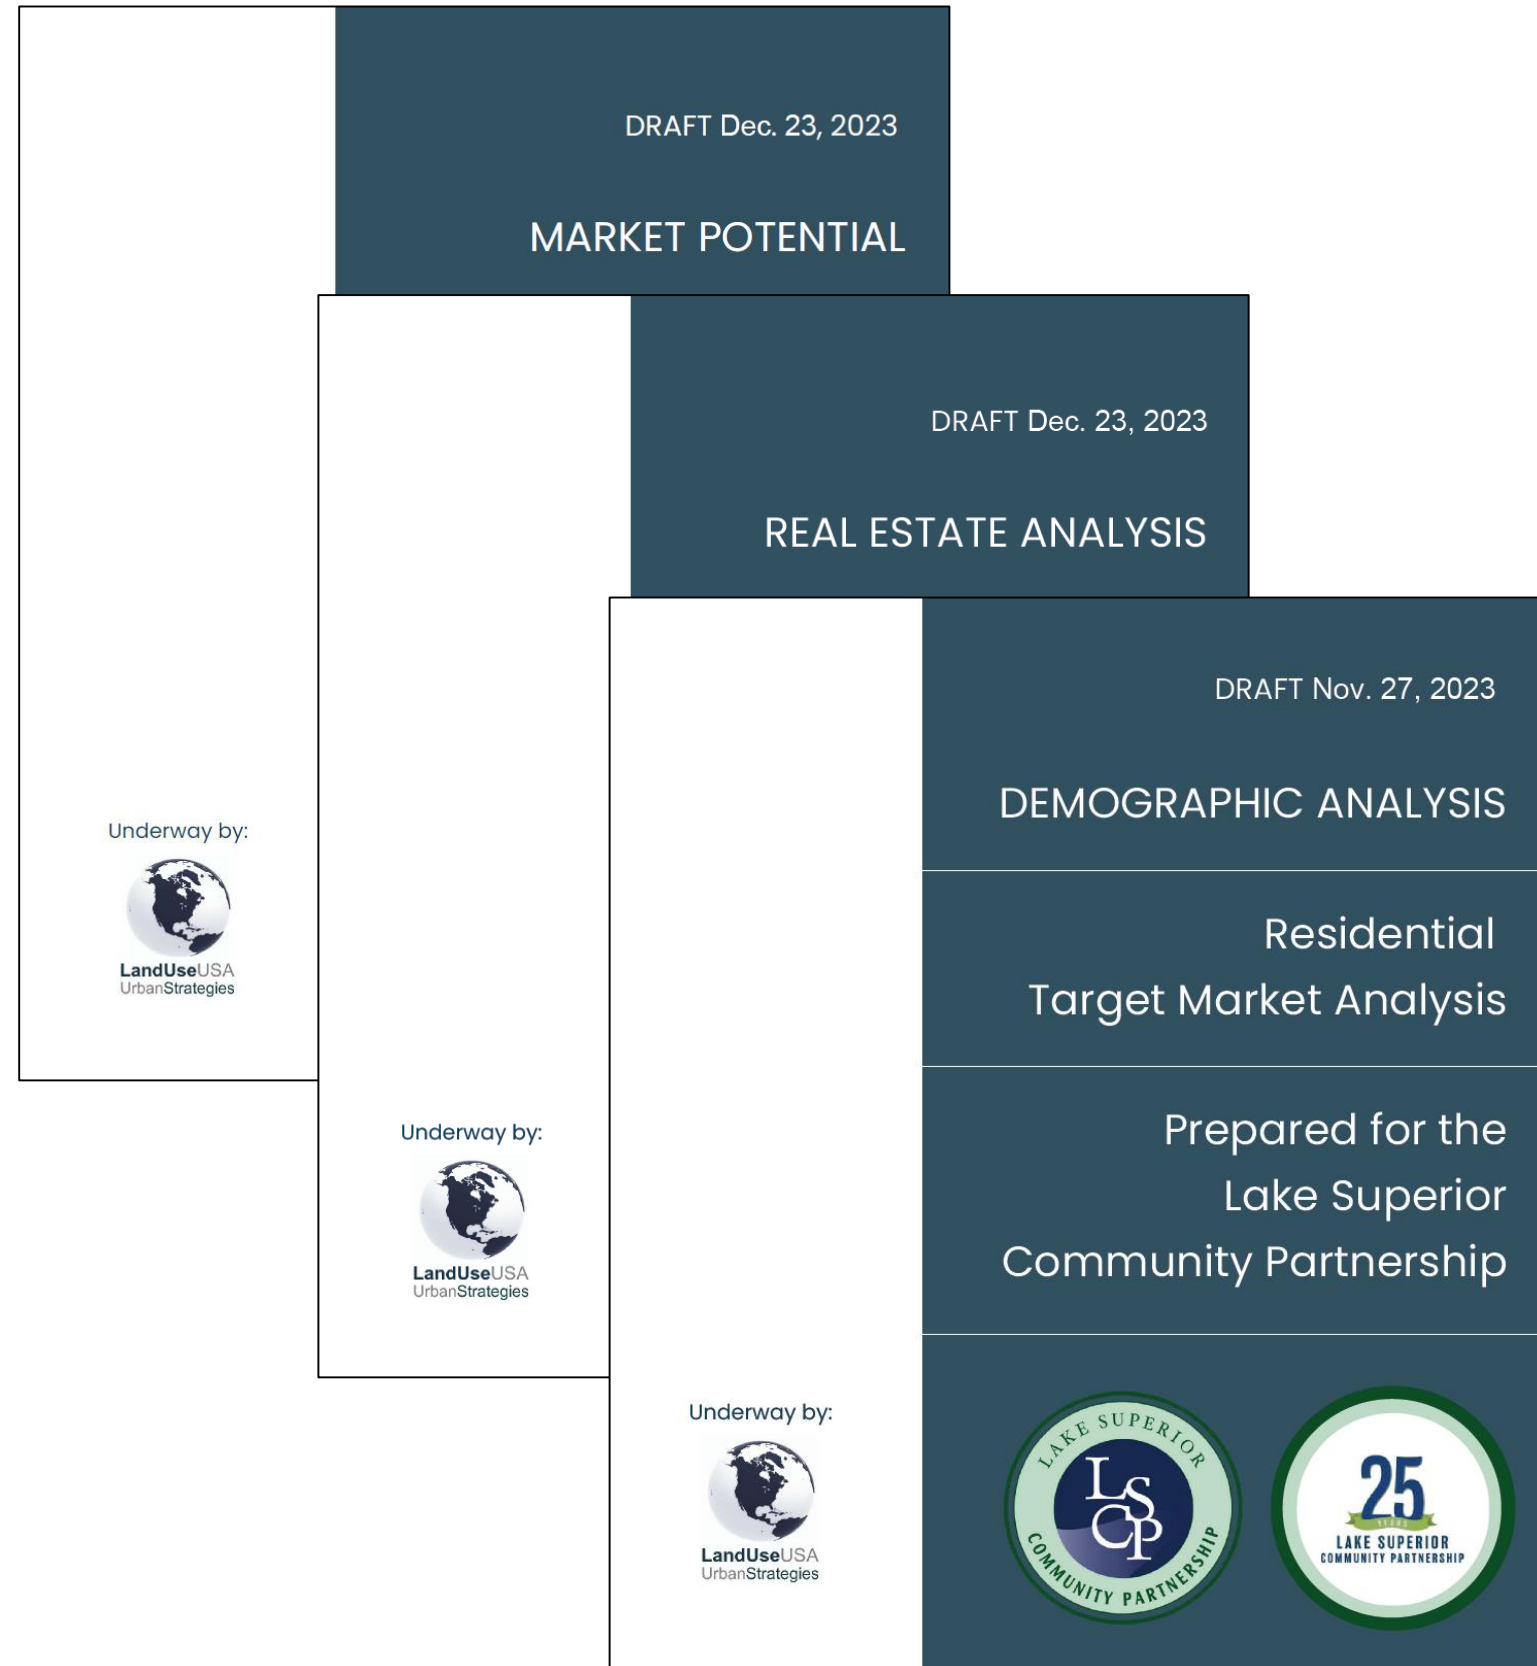 DRAFT Dec. 23, 2023
MARKET POTENTIAL
Underway by:
LandUseUSA
UrbanStrategies
DRAFT Dec. 23, 2023
REAL ESTATE ANALYSIS
Underway by:
LandUseUSA
UrbanStrategies
DRAFT Nov. 27, 2023
DEMOGRAPHIC ANALYSIS
Residential
Target Market Analysis
Prepared for the
Lake Superior
Community Partnership
Underway by:
LandUseUSA
UrbanStrategies
LAKE SUPERIOR
LSCP
COMMUNITY PARTNERSHIP
25
YEARS
LAKE SUPERIOR
COMMUNITY PARTNERSHIP